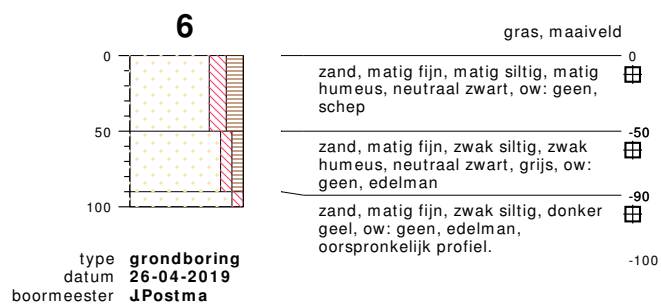 6
gras, maaiveld
0
0
zand, matig fijn, matig siltig, matig
humeus, neutraal zwart, ow: geen,
schep
50
-50
zand, matig fijn, zwak siltig, zwak
humeus, neutraal zwart, grijs, ow:
geen, edelman
-90
zand, matig fijn, zwak siltig, donker
geel, ow: geen, edelman,
oorspronkelijk profiel.
100
-100
type grondboring
datum 26-04-2019
boormeester J.Postma